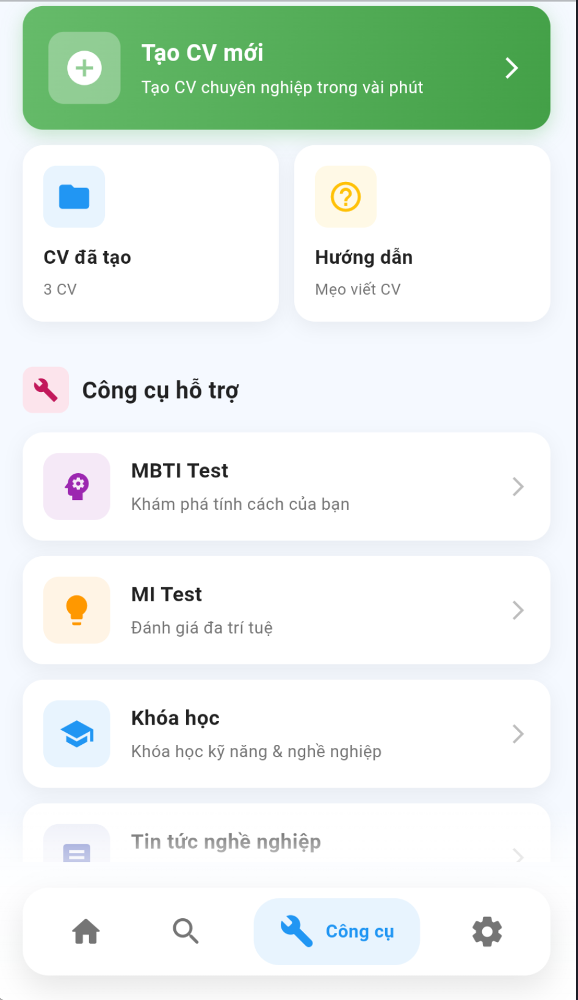 Tạo CV mới
Tạo CV chuyên nghiệp trong vài phút
CV đã tạo
3 CV
Hướng dẫn
Mẹo viết CV
Công cụ hỗ trợ
MBTI Test
Khám phá tính cách của bạn
MI Test
Đánh giá đa trí tuệ
Khóa học
Khóa học kỹ năng & nghề nghiệp
Tin tức nghề nghiệp
Công cụ